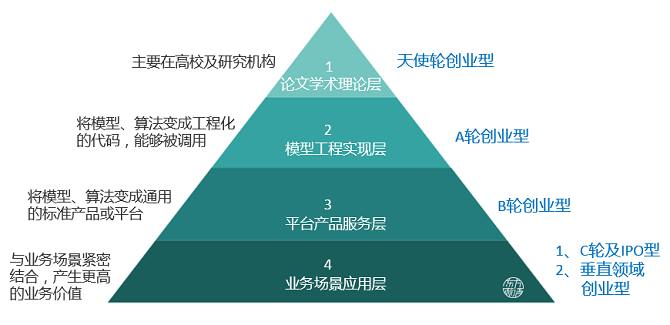 主要在高校及研究机构
1
论文学术理论层
天使轮创业型
将模型、算法变成工程化
的代码，能够被调用
2
模型工程实现层
A轮创业型
将模型、算法变成通用
的标准产品或平台
3
平台产品服务层
B轮创业型
与业务场景紧密
结合，产生更高
的业务价值
4
业务场景应用层
1、C轮及IPO型
2、垂直领域
创业型